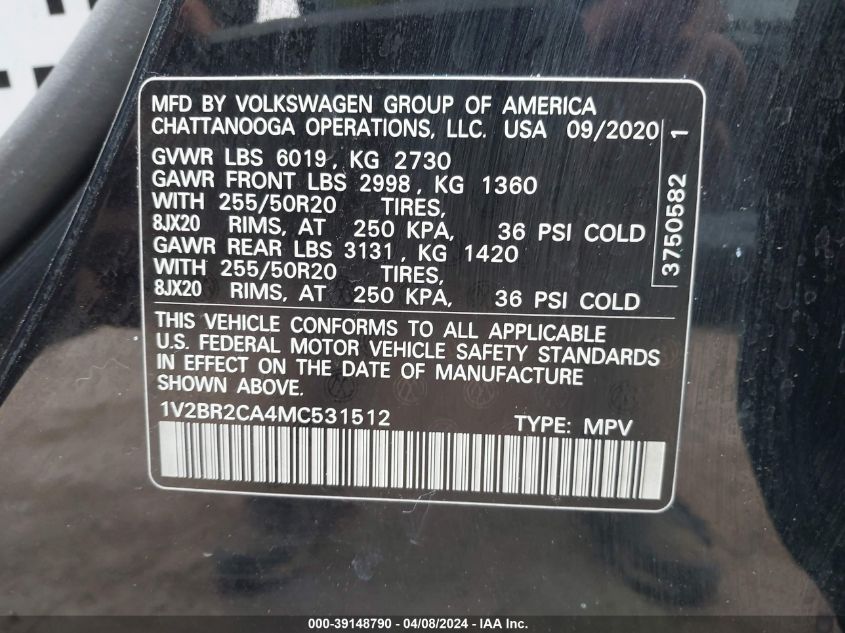 MFD BY VOLKSWAGEN GROUP OF AMERICA
CHATTANOOGA OPERATIONS, LLC. USA 09/2020
GVWR LBS 6019, KG 2730
GAWR FRONT LBS 2998, KG 1360
WITH 255/50R20 TIRES,
8JX20 RIMS, AT 250 KPA, 36 PSI COLD
GAWR REAR LBS 3131, KG 1420
WITH 255/50R20 TIRES,
8JX20 RIMS, AT 250 KPA, 36 PSI COLD
THIS VEHICLE CONFORMS TO ALL APPLICABLE
U.S. FEDERAL MOTOR VEHICLE SAFETY STANDARDS
IN EFFECT ON THE DATE OF MANUFACTURE
SHOWN ABOVE.
1V2BR2CA4MC531512 TYPE: MPV
3750582 1
000-39148790 - 04/08/2024 - IAA Inc.